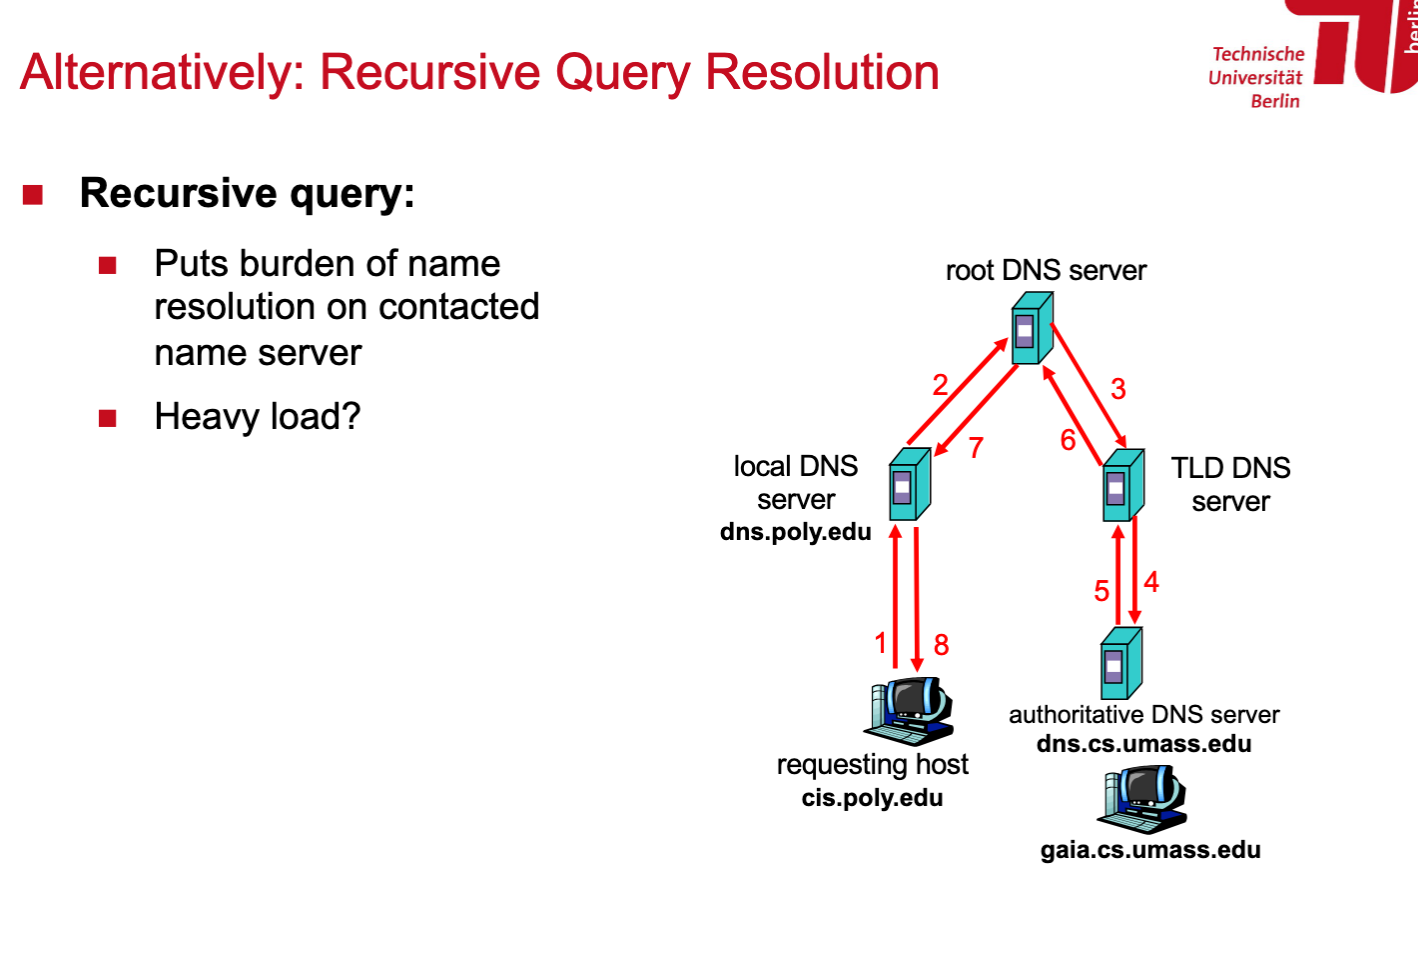 Alternatively: Recursive Query Resolution
Technische
Universität
Berlin
berlin
Recursive query:
Puts burden of name
resolution on contacted
name server
Heavy load?
root DNS server
2
3
7
6
local DNS
server
dns.poly.edu
TLD DNS
server
5
4
1
8
authoritative DNS server
dns.cs.umass.edu
requesting host
cis.poly.edu
gaia.cs.umass.edu